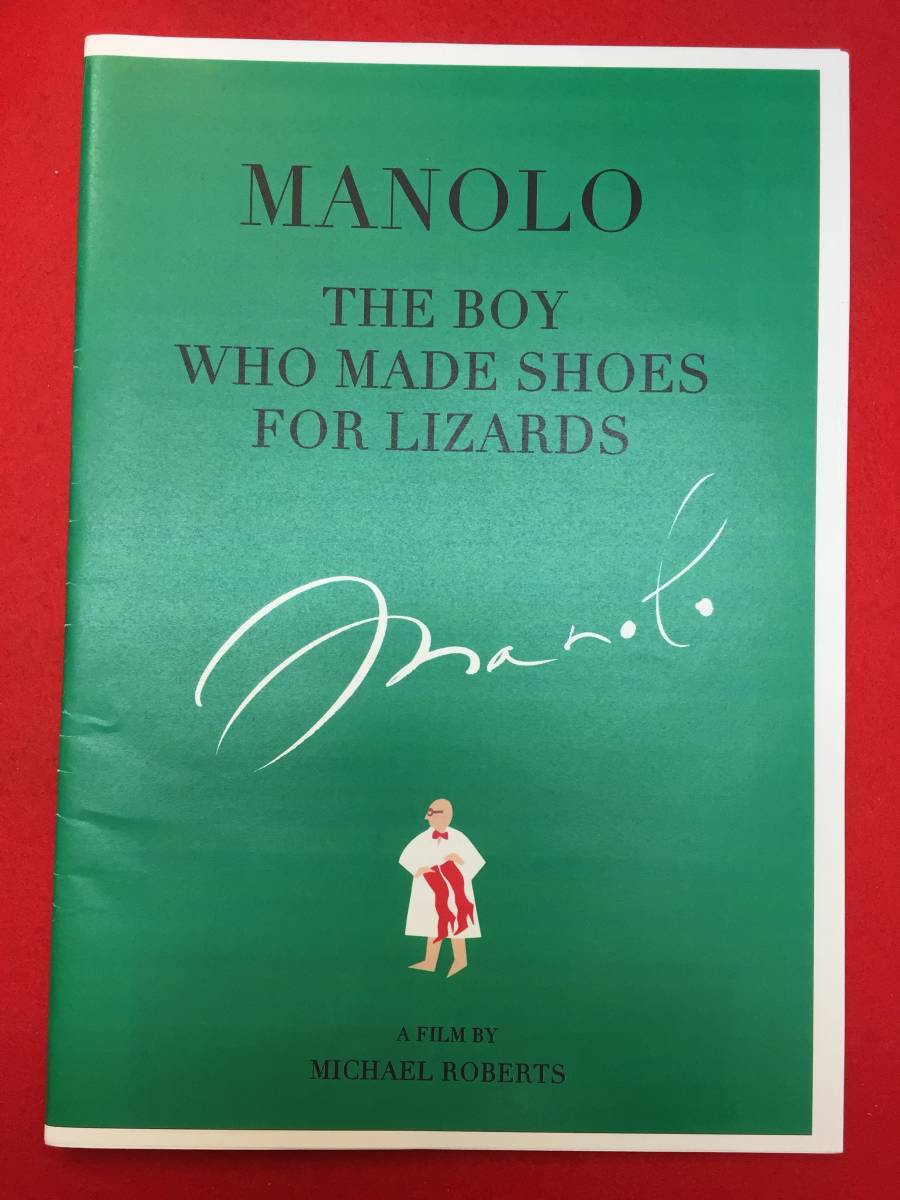 MANOLO
THE BOY
WHO MADE SHOES
FOR LIZARDS
Manolo
A FILM BY
MICHAEL ROBERTS